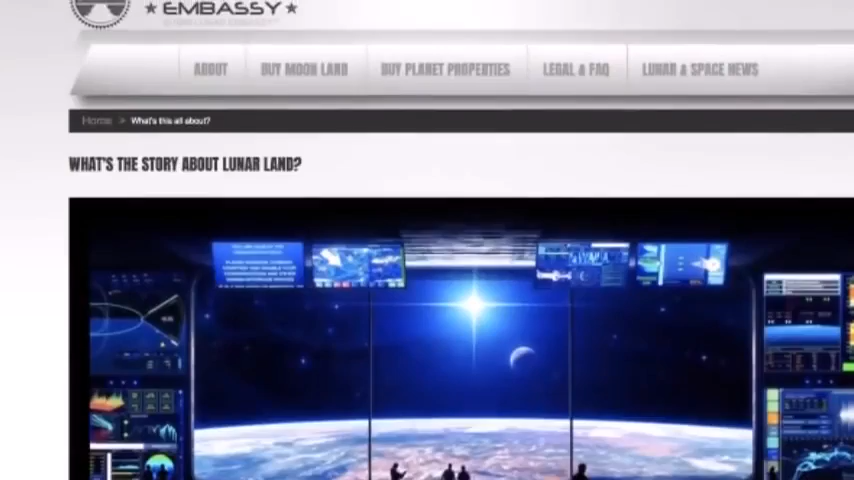 ★ EMBASSY ★
ABOUT
BUY MOON LAND
BUY PLANET PROPERTIES
LEGAL & FAQ
LUNAR & SPACE NEWS
Home > What's this all about?
WHAT'S THE STORY ABOUT LUNAR LAND?